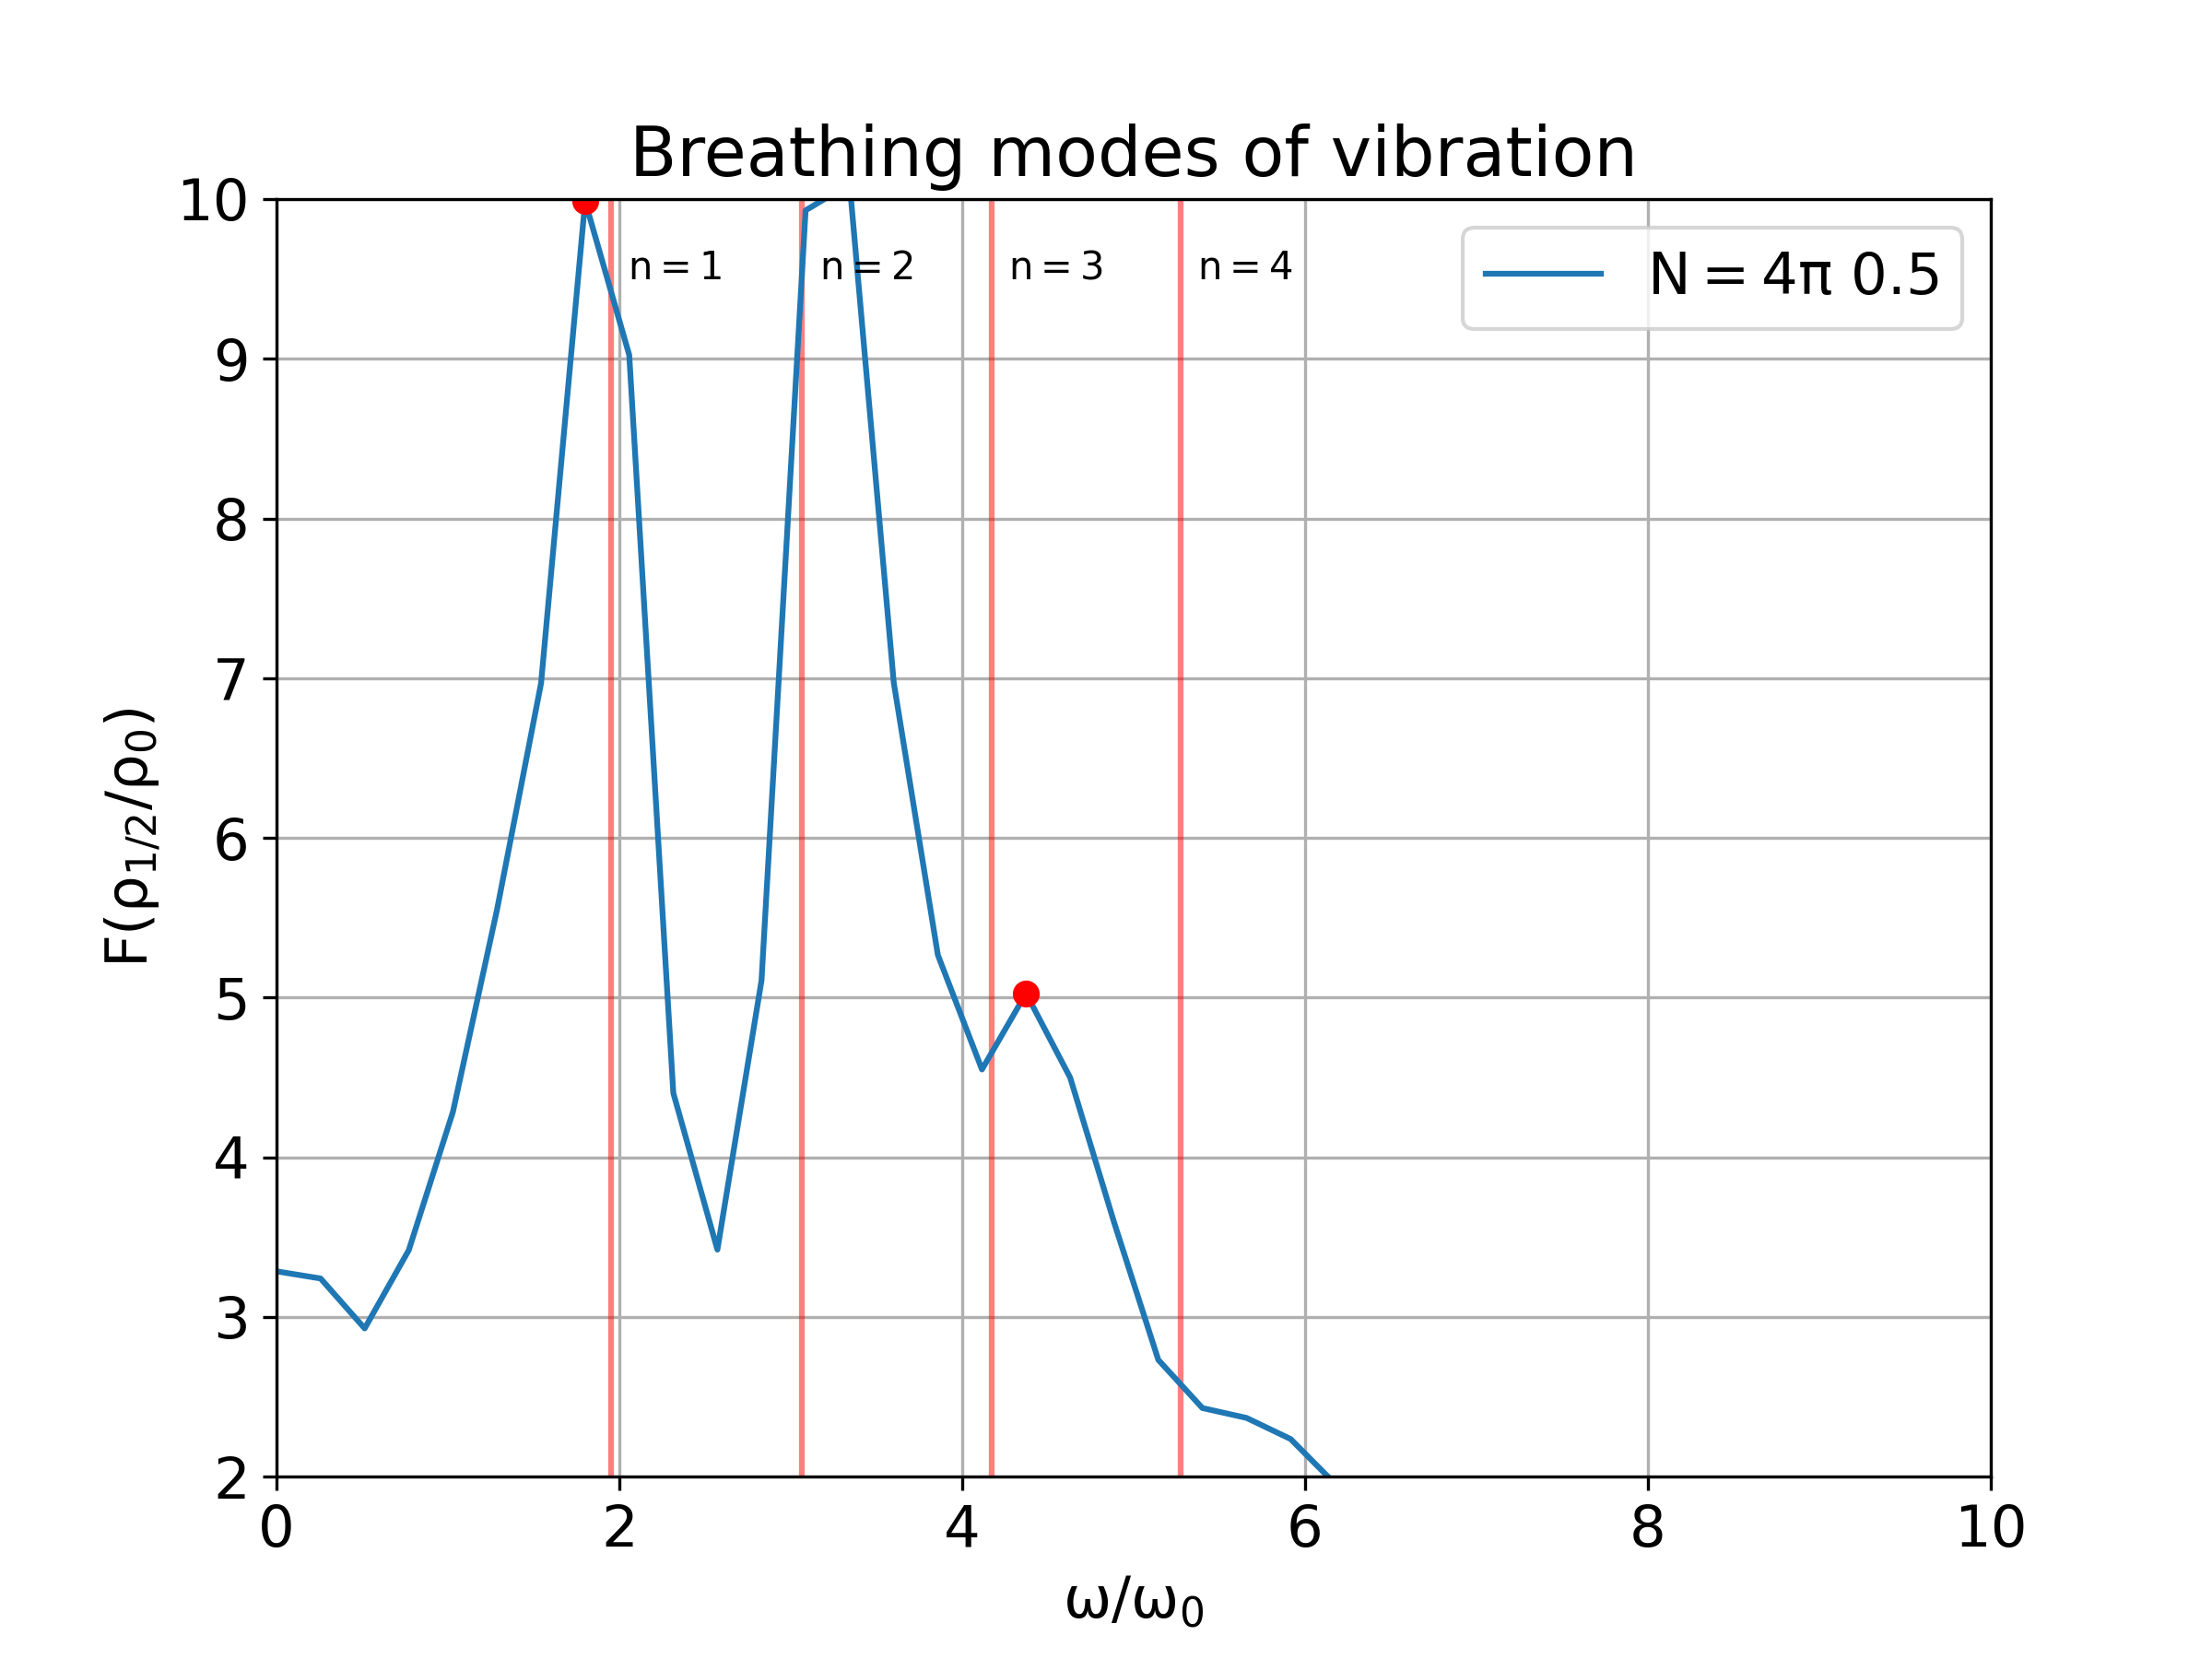 Breathing modes of vibration
10
9
8
7
6
5
4
3
2
n = 1
n = 2
n = 3
n = 4
N = 4π 0.5
F(ρ1/2/ρ0)
0 2 4 6 8 10
ω/ω0